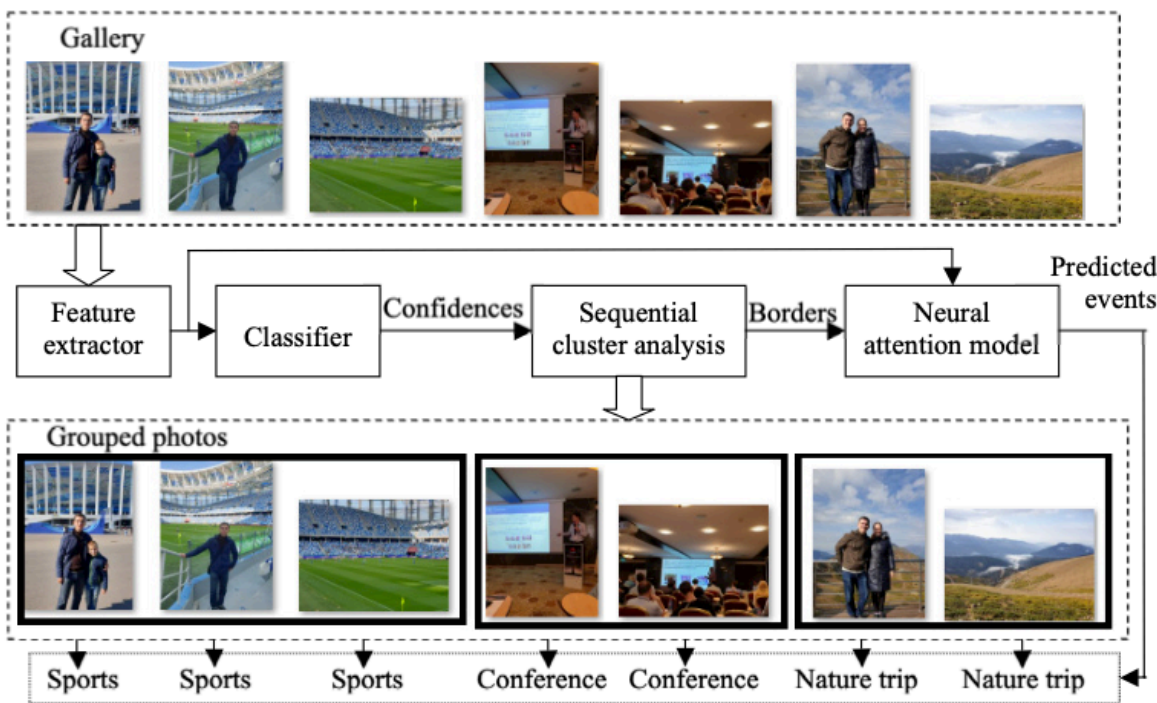 Gallery
Predicted
events
Feature
extractor
Classifier
Confidences
Sequential
cluster analysis
Borders
Neural
attention model
Grouped photos
Sports
Sports
Sports
Conference
Conference
Nature trip
Nature trip